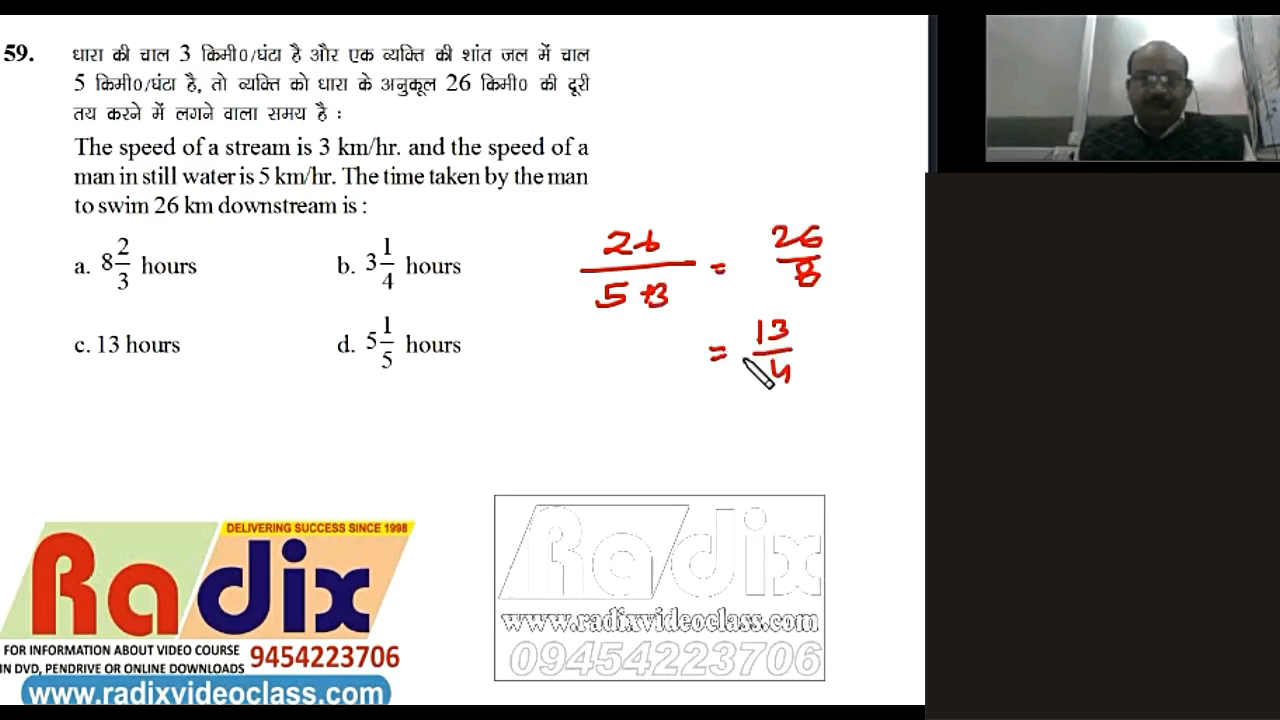 59. धारा की चाल 3 किमी०/घंटा है और एक व्यक्ति की शांत जल में चाल
5 किमी०/घंटा है, तो व्यक्ति को धारा के अनुकूल 26 किमी० की दूरी
तय करने में लगने वाला समय है :
The speed of a stream is 3 km/hr. and the speed of a
man in still water is 5 km/hr. The time taken by the man
to swim 26 km downstream is :
a. 8 2/3 hours b. 3 1/4 hours
c. 13 hours d. 5 1/5 hours
26/5+3 = 26/8
= 13/4
DELIVERING SUCCESS SINCE 1998
Radix
FOR INFORMATION ABOUT VIDEO COURSE
IN DVD, PENDRIVE OR ONLINE DOWNLOADS 9454223706
www.radixvideoclass.com
Radix
www.radixvideoclass.com
09454223706